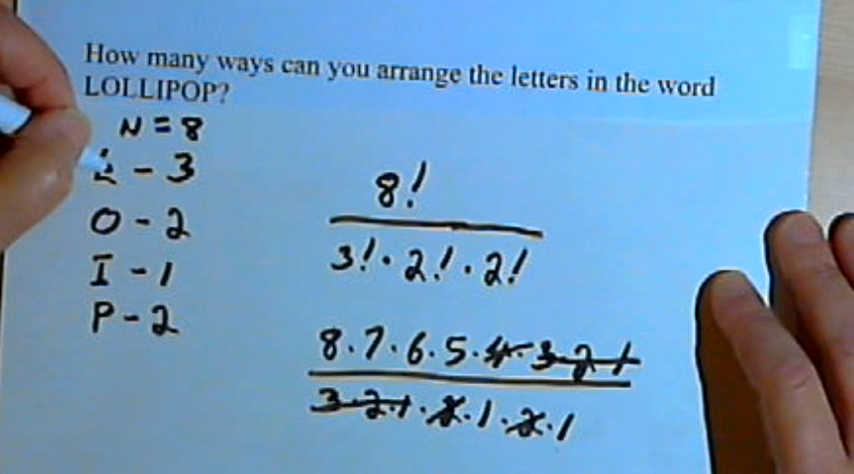 How many ways can you arrange the letters in the word
LOLLIPOP?
N = 8
L - 3
O - 2
I - 1
P - 2
8!
3! · 2! · 2!
8 · 7 · 6 · 5 · 4 · 3 · 2 · 1
3 · 2 · 1 · 2 · 1 · 2 · 1